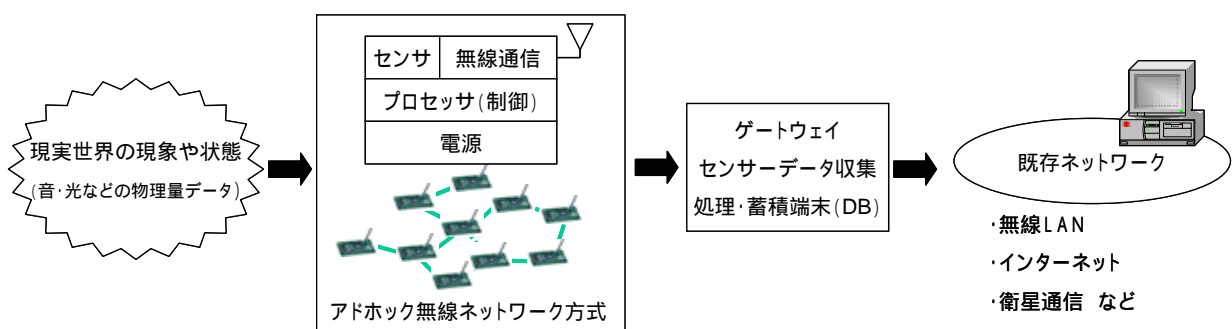 現実世界の現象や状態
(音・光などの物理量データ)
センサ
無線通信
プロセッサ(制御)
電源
アドホック無線ネットワーク方式
ゲートウェイ
センサーデータ収集
処理・蓄積端末(DB)
既存ネットワーク
・無線LAN
・インターネット
・衛星通信 など